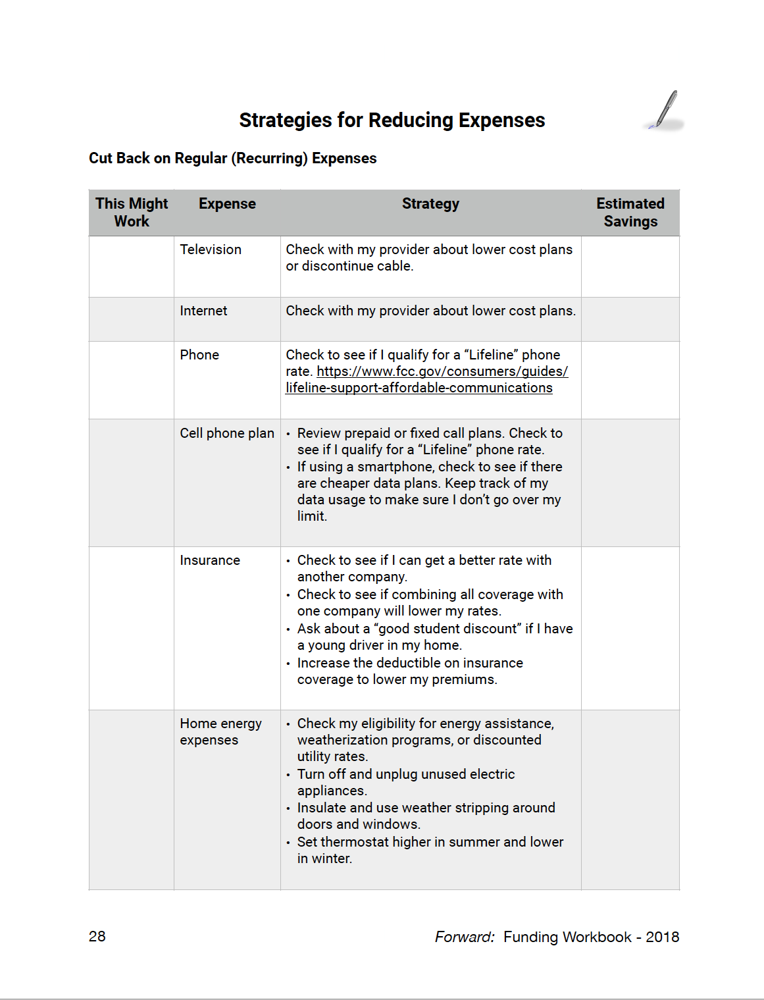 Strategies for Reducing Expenses
Cut Back on Regular (Recurring) Expenses
This Might
Work
Expense
Strategy
Estimated
Savings
Television
Check with my provider about lower cost plans
or discontinue cable.
Internet
Check with my provider about lower cost plans.
Phone
Check to see if I qualify for a “Lifeline” phone
rate. https://www.fcc.gov/consumers/guides/
lifeline-support-affordable-communications
Cell phone plan
• Review prepaid or fixed call plans. Check to
see if I qualify for a “Lifeline” phone rate.
• If using a smartphone, check to see if there
are cheaper data plans. Keep track of my
data usage to make sure I don’t go over my
limit.
Insurance
• Check to see if I can get a better rate with
another company.
• Check to see if combining all coverage with
one company will lower my rates.
• Ask about a “good student discount” if I have
a young driver in my home.
• Increase the deductible on insurance
coverage to lower my premiums.
Home energy
expenses
• Check my eligibility for energy assistance,
weatherization programs, or discounted
utility rates.
• Turn off and unplug unused electric
appliances.
• Insulate and use weather stripping around
doors and windows.
• Set thermostat higher in summer and lower
in winter.
28
Forward: Funding Workbook - 2018